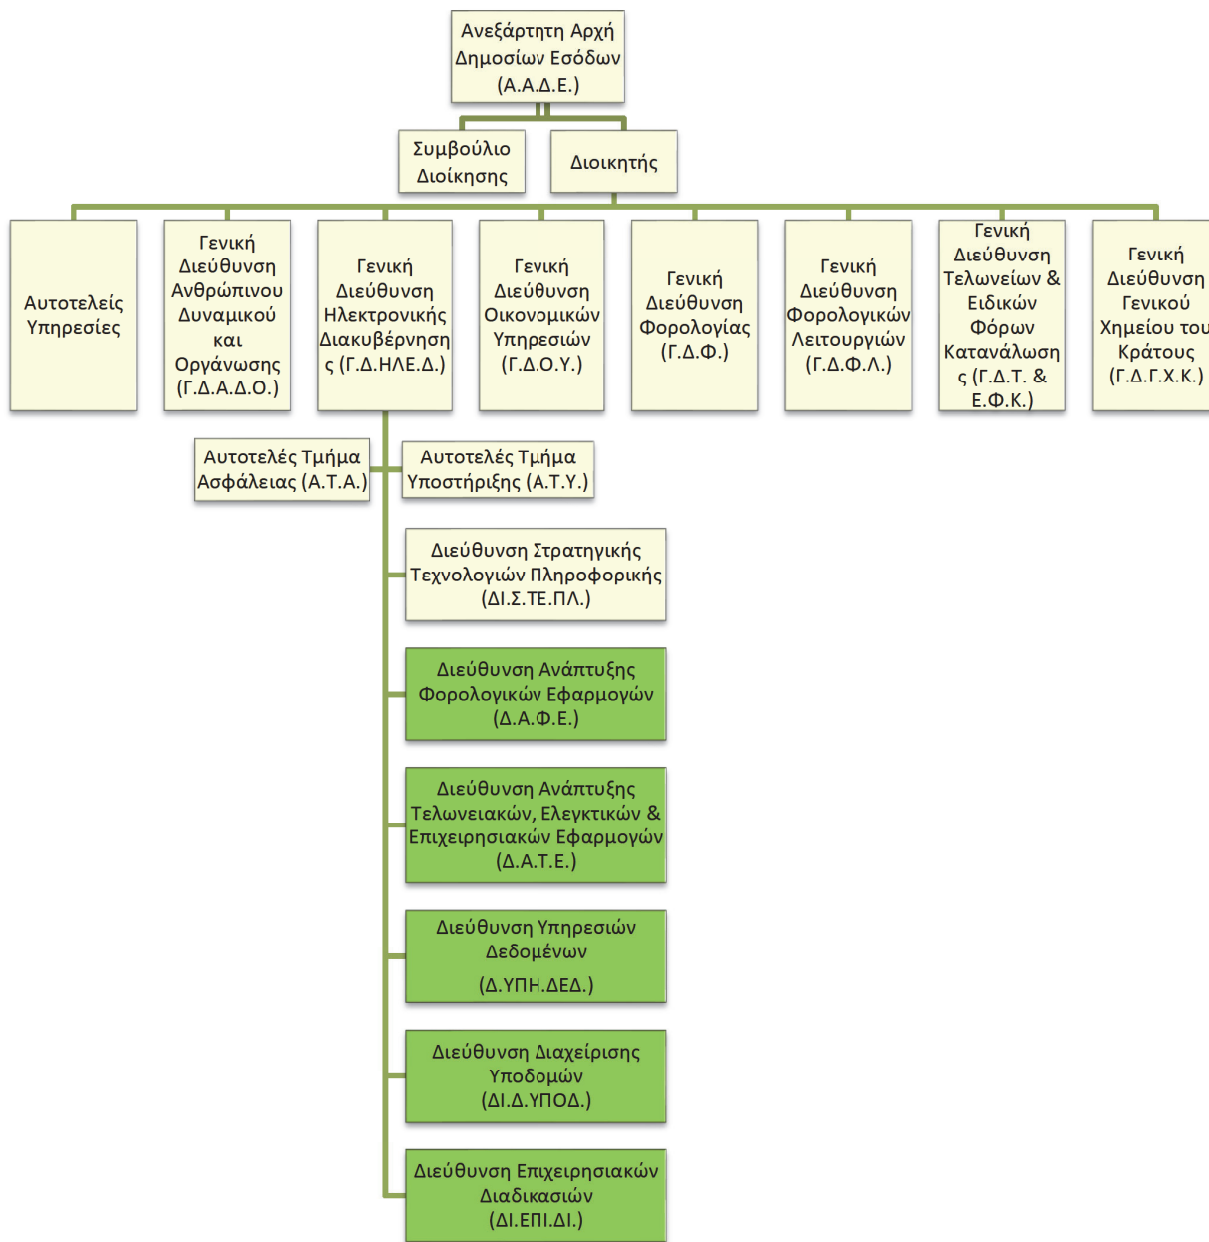 Ανεξάρτητη Αρχή
Δημοσίων Εσόδων
(Α.Α.Δ.Ε.)
Συμβούλιο
Διοίκησης
Διοικητής
Αυτοτελείς
Υπηρεσίες
Γενική
Διεύθυνση
Ανθρώπινου
Δυναμικού
και
Οργάνωσης
(Γ.Δ.Α.Δ.Ο.)
Γενική
Διεύθυνση
Ηλεκτρονικής
Διακυβέρνηση
ς (Γ.Δ.ΗΛΕ.Δ.)
Γενική
Διεύθυνση
Οικονομικών
Υπηρεσιών
(Γ.Δ.Ο.Υ.)
Γενική
Διεύθυνση
Φορολογίας
(Γ.Δ.Φ.)
Γενική
Διεύθυνση
Φορολογικών
Λειτουργιών
(Γ.Δ.Φ.Λ.)
Γενική
Διεύθυνση
Τελωνείων &
Ειδικών
Φόρων
Κατανάλωση
ς (Γ.Δ.Τ. &
Ε.Φ.Κ.)
Γενική
Διεύθυνση
Γενικού
Χημείου του
Κράτους
(Γ.Δ.Γ.Χ.Κ.)
Αυτοτελές Τμήμα
Ασφάλειας (Α.Τ.Α.)
Αυτοτελές Τμήμα
Υποστήριξης (Α.Τ.Υ.)
Διεύθυνση Στρατηγικής
Τεχνολογιών Πληροφορικής
(ΔΙ.Σ.ΤΕ.ΠΛ.)
Διεύθυνση Ανάπτυξης
Φορολογικών Εφαρμογών
(Δ.Α.Φ.Ε.)
Διεύθυνση Ανάπτυξης
Τελωνειακών, Ελεγκτικών &
Επιχειρησιακών Εφαρμογών
(Δ.Α.Τ.Ε.)
Διεύθυνση Υπηρεσιών
Δεδομένων
(Δ.ΥΠΗ.ΔΕΔ.)
Διεύθυνση Διαχείρισης
Υποδομών
(ΔΙ.Δ.ΥΠΟΔ.)
Διεύθυνση Επιχειρησιακών
Διαδικασιών
(ΔΙ.ΕΠΙ.ΔΙ.)